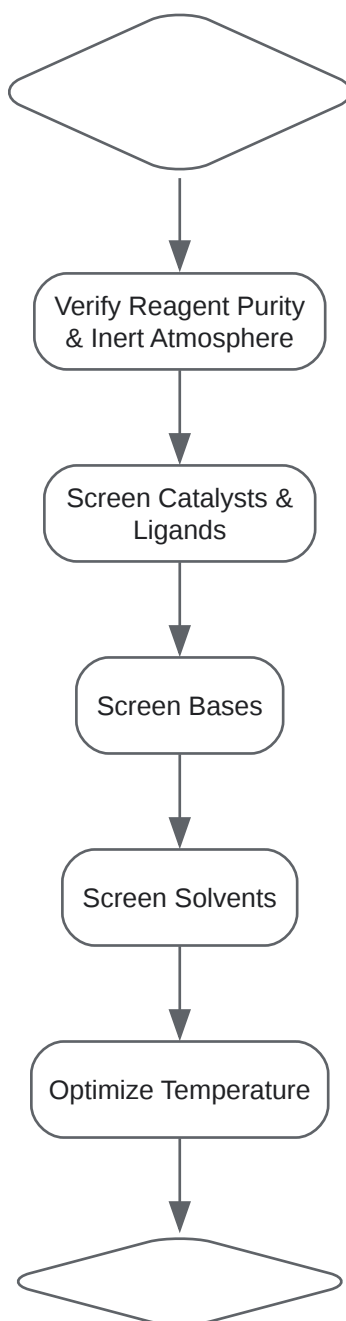 Verify Reagent Purity
& Inert Atmosphere
Screen Catalysts &
Ligands
Screen Bases
Screen Solvents
Optimize Temperature